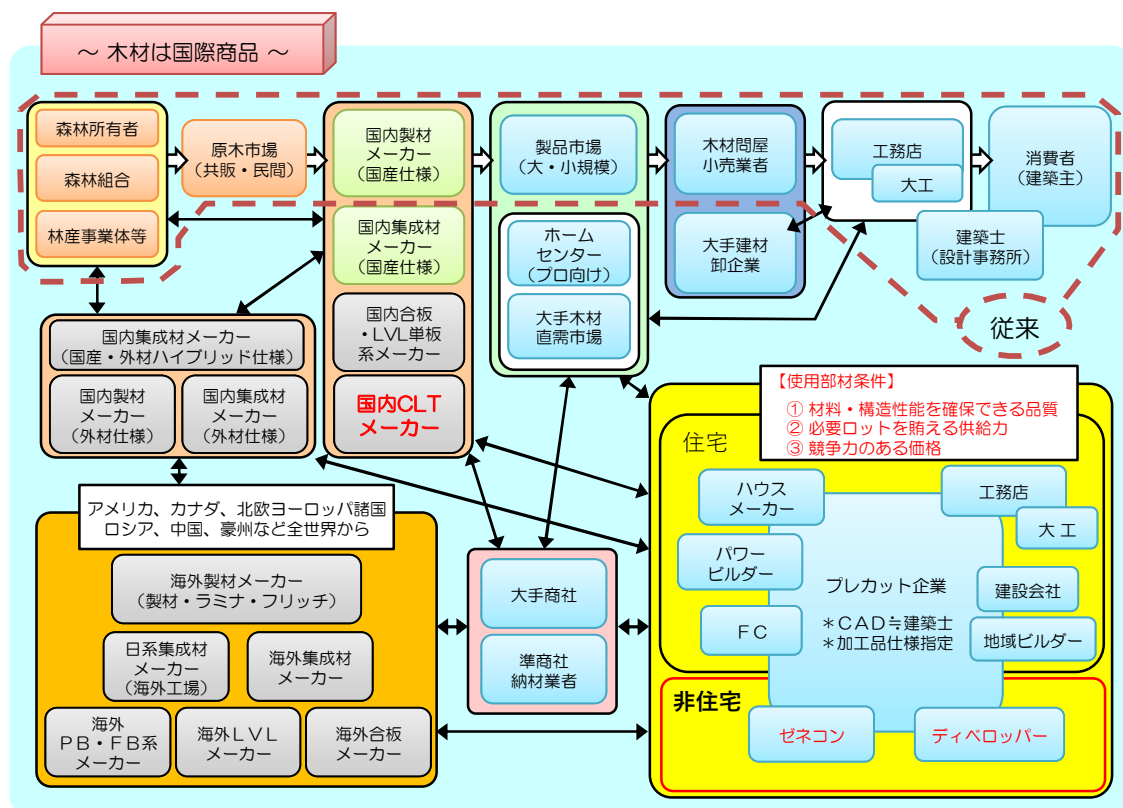 ～ 木材は国際商品 ～
森林所有者
森林組合
林産事業体等
原木市場
（共販・民間）
国内製材
メーカー
（国産仕様）
国内集成材
メーカー
（国産仕様）
国内合板
・ＬＶＬ単板
系メーカー
国内CLT
メーカー
製品市場
（大・小規模）
ホーム
センター
（プロ向け）
大手木材
直需市場
木材問屋
小売業者
大手建材
卸企業
工務店
大工
消費者
（建築主）
建築士
（設計事務所）
従来
国内集成材メーカー
（国産・外材ハイブリッド仕様）
国内製材
メーカー
（外材仕様）
国内集成材
メーカー
（外材仕様）
アメリカ、カナダ、北欧ヨーロッパ諸国
ロシア、中国、豪州など全世界から
海外製材メーカー
（製材・ラミナ・フリッチ）
日系集成材
メーカー
（海外工場）
海外集成材
メーカー
海外
ＰＢ・ＦＢ系
メーカー
海外ＬＶＬ
メーカー
海外合板
メーカー
大手商社
準商社
納材業者
【使用部材条件】
① 材料・構造性能を確保できる品質
② 必要ロットを賄える供給力
③ 競争力のある価格
住宅
ハウス
メーカー
パワー
ビルダー
ＦＣ
プレカット企業
＊ＣＡＤ≒建築士
＊加工品仕様指定
工務店
大 工
建設会社
地域ビルダー
非住宅
ゼネコン
ディベロッパー